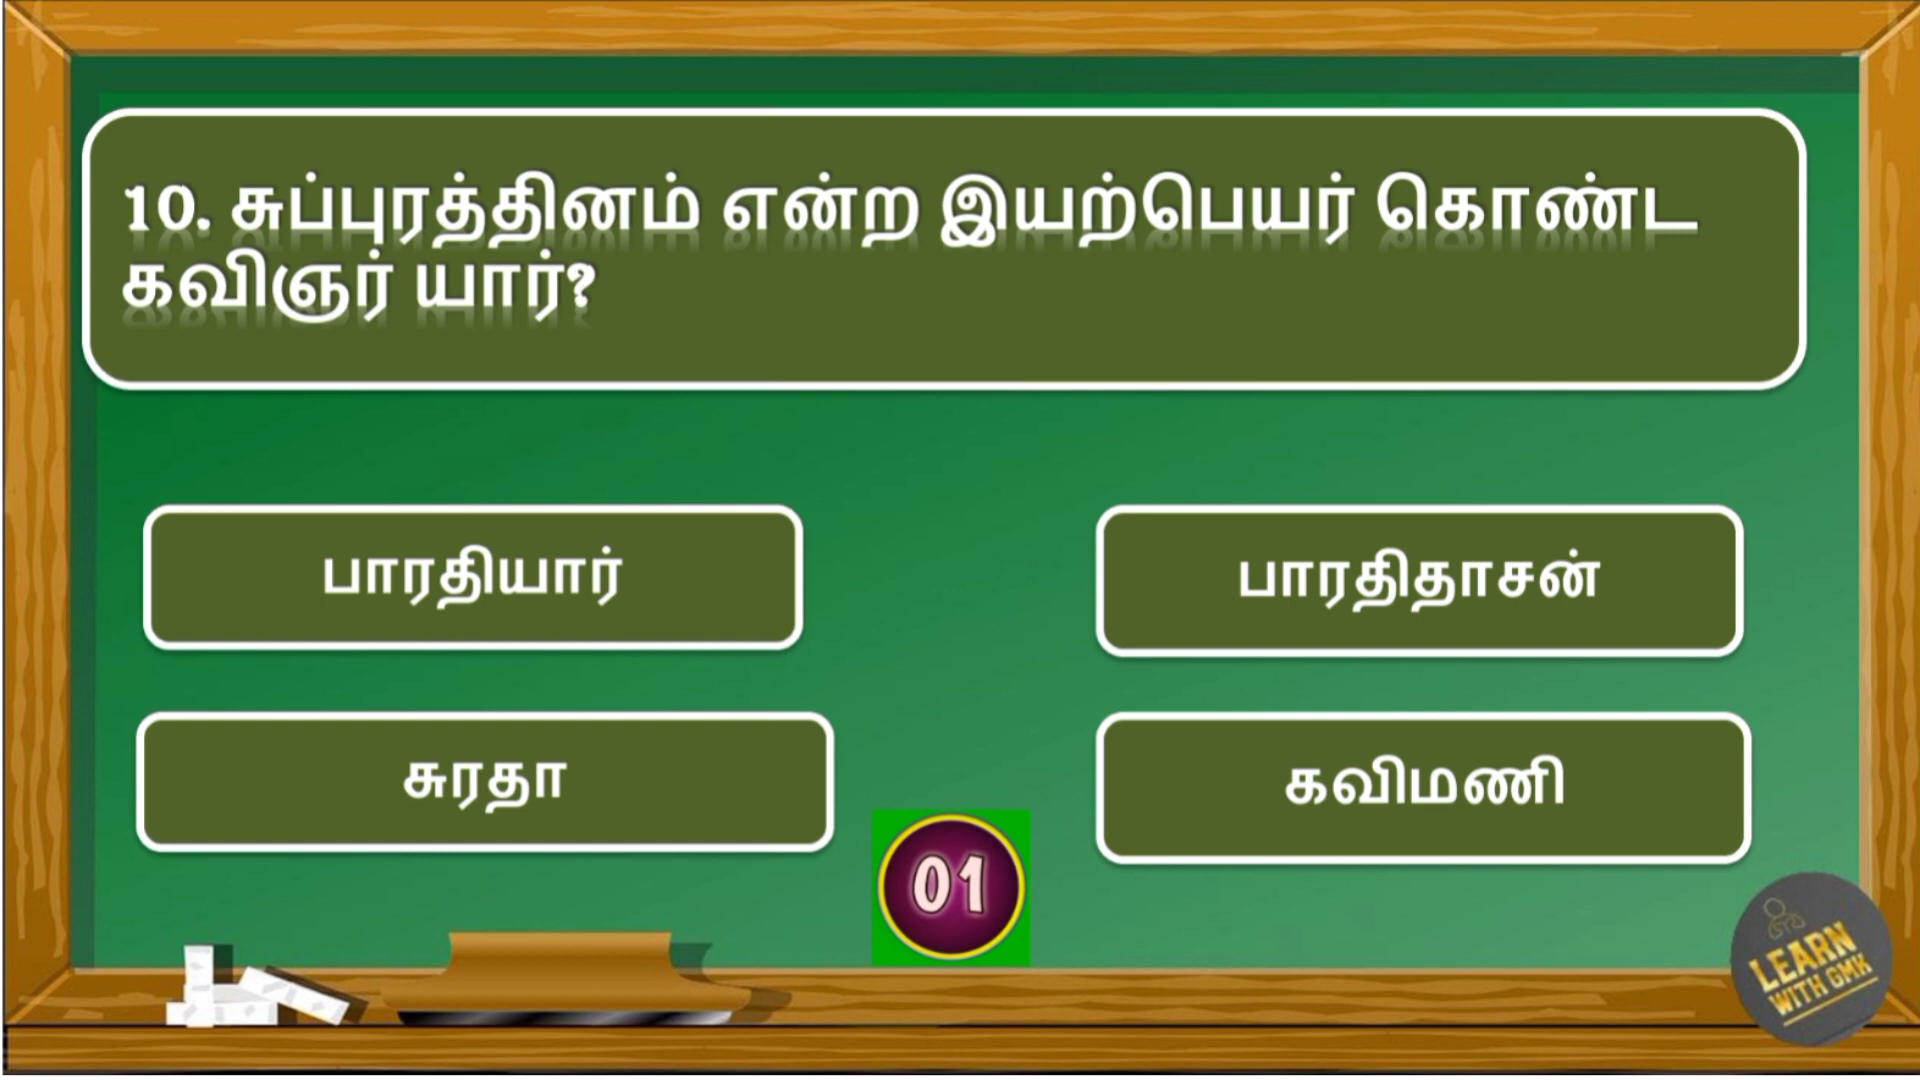 10. சுப்புரத்தினம் என்ற இயற்பெயர் கொண்ட
கவிஞர் யார்?
பாரதியார்
பாரதிதாசன்
சுரதா
கவிமணி
01
LEARN
WITH GMK